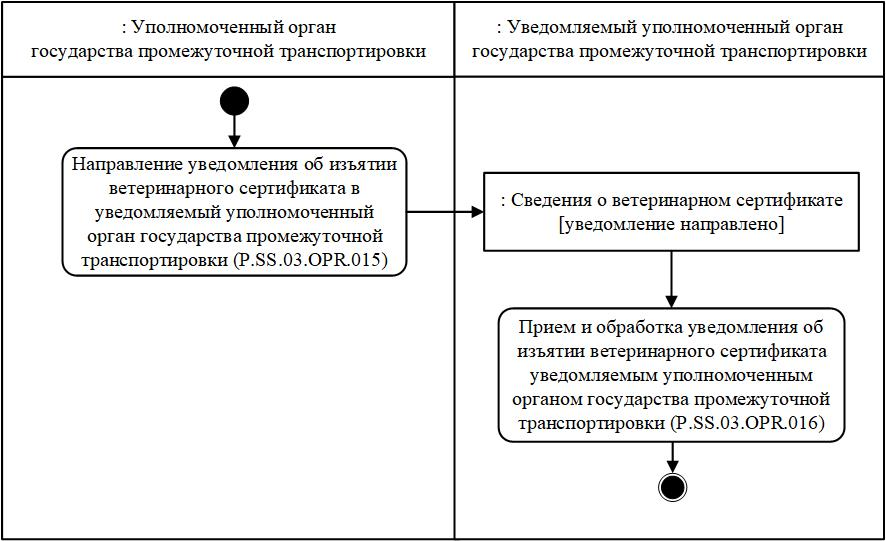 : Уполномоченный орган
государства промежуточной транспортировки
: Уведомляемый уполномоченный орган
государства промежуточной транспортировки
Направление уведомления об изъятии
ветеринарного сертификата в
уведомляемый уполномоченный
орган государства промежуточной
транспортировки (P.SS.03.OPR.015)
: Сведения о ветеринарном сертификате
[уведомление направлено]
Прием и обработка уведомления об
изъятии ветеринарного сертификата
уведомляемым уполномоченным
органом государства промежуточной
транспортировки (P.SS.03.OPR.016)